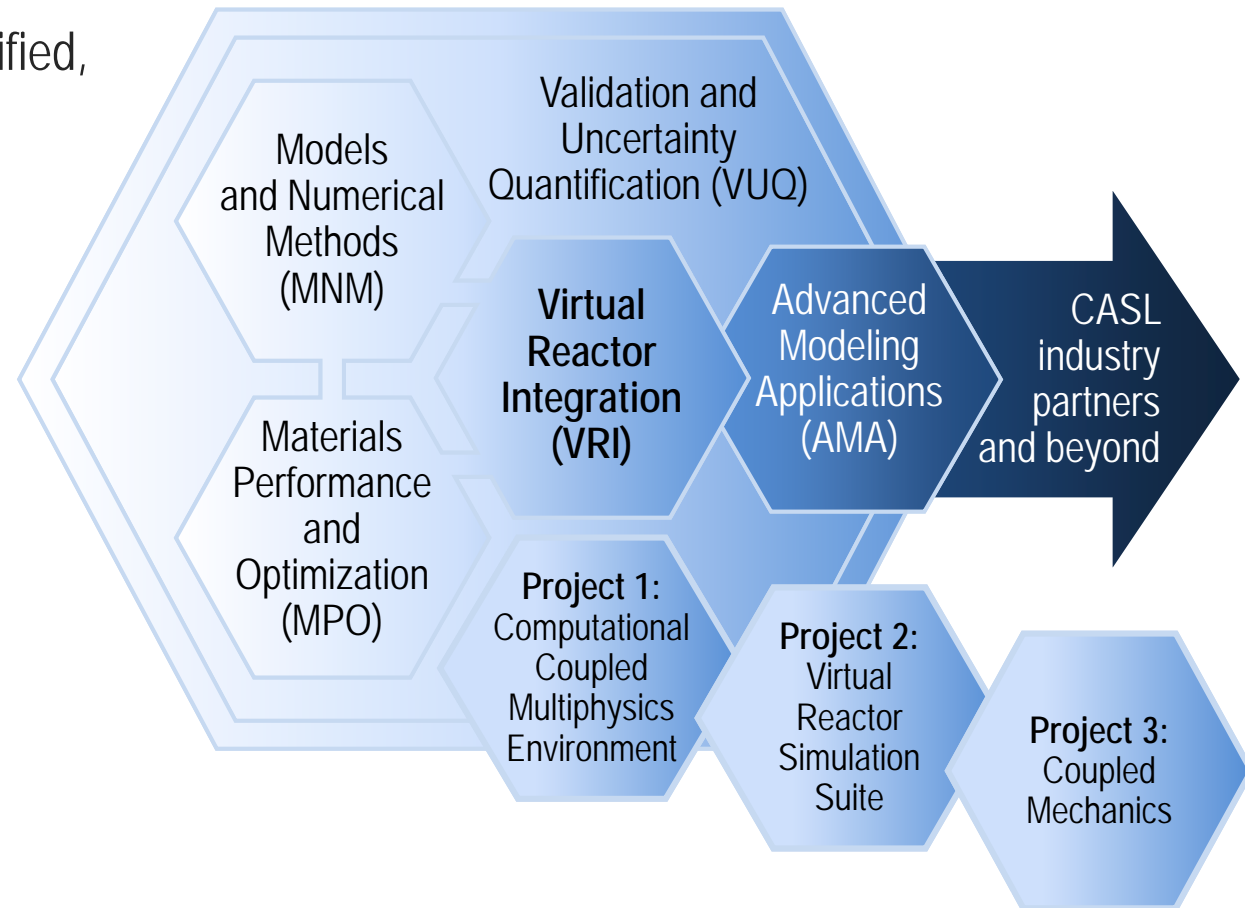 ified,
Validation and
Uncertainty
Quantification (VUQ)
Models
and Numerical
Methods
(MNM)
Virtual
Reactor
Integration
(VRI)
Advanced
Modeling
Applications
(AMA)
CASL
industry
partners
and beyond
Materials
Performance
and
Optimization
(MPO)
Project 1:
Computational
Coupled
Multiphysics
Environment
Project 2:
Virtual
Reactor
Simulation
Suite
Project 3:
Coupled
Mechanics